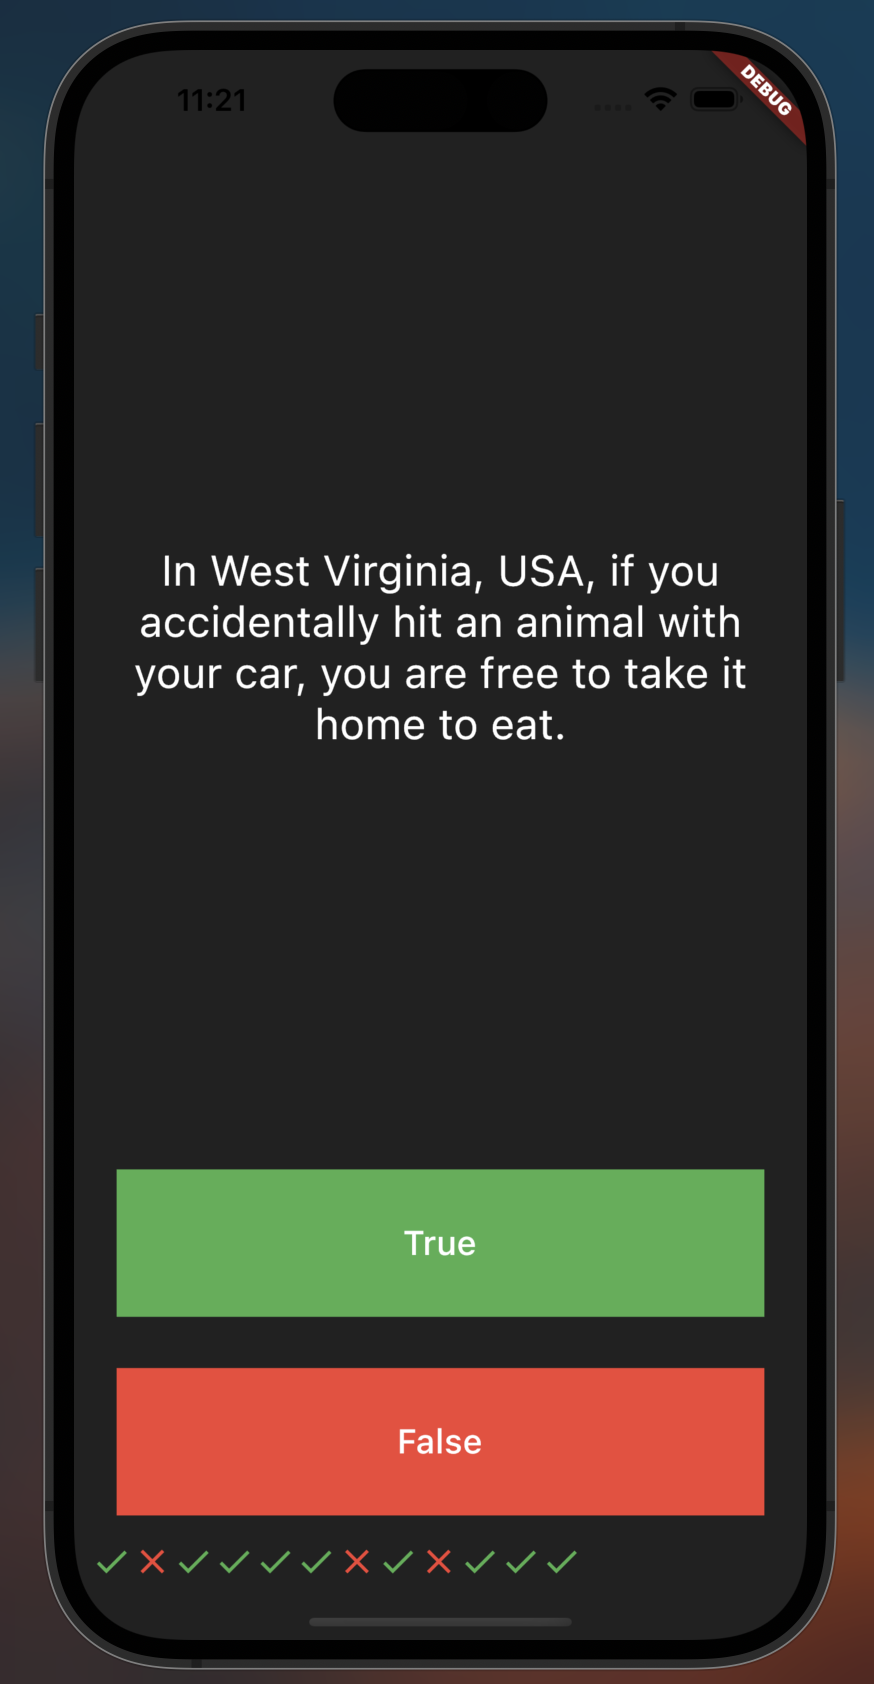 11:21
DEBUG
In West Virginia, USA, if you
accidentally hit an animal with
your car, you are free to take it
home to eat.
True
False